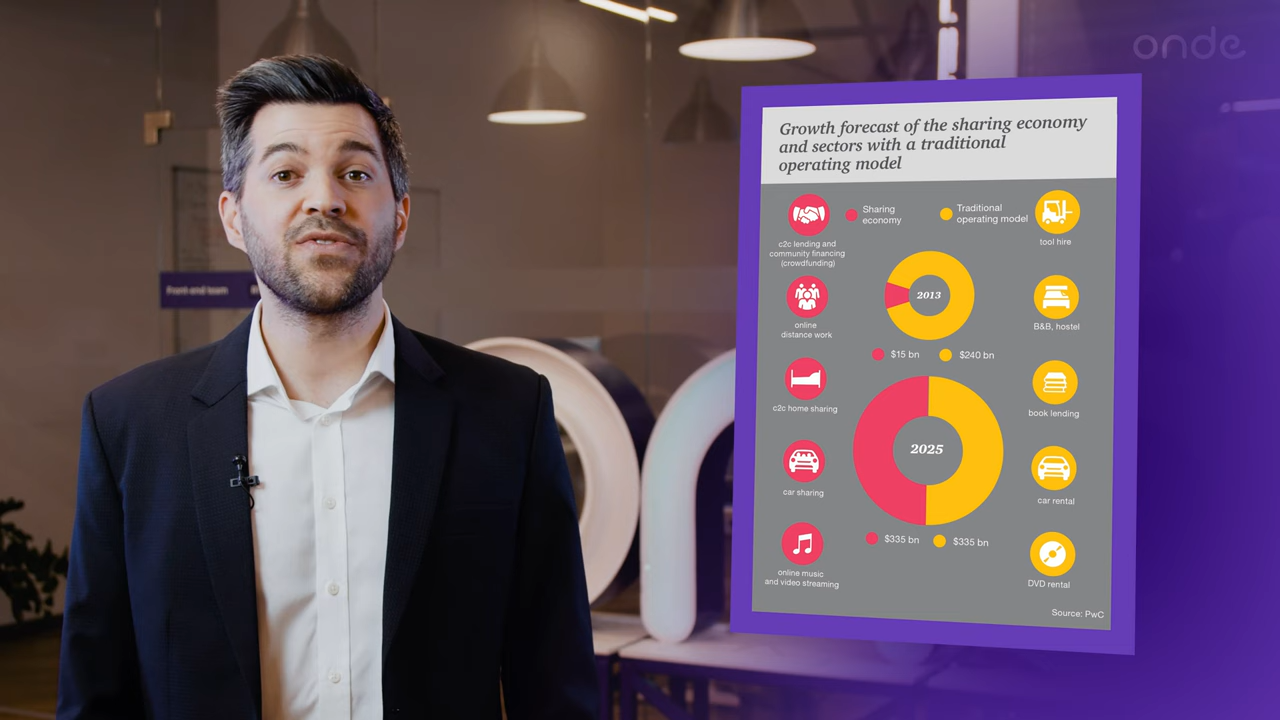 onde
Growth forecast of the sharing economy
and sectors with a traditional
operating model
Sharing
economy
Traditional
operating model
c2c lending and
community financing
(crowdfunding)
tool hire
2013
online
distance work
B&B, hostel
$15 bn
$240 bn
c2c home sharing
book lending
2025
car sharing
car rental
$335 bn
$335 bn
online music
and video streaming
DVD rental
Source: PwC
Front-end team